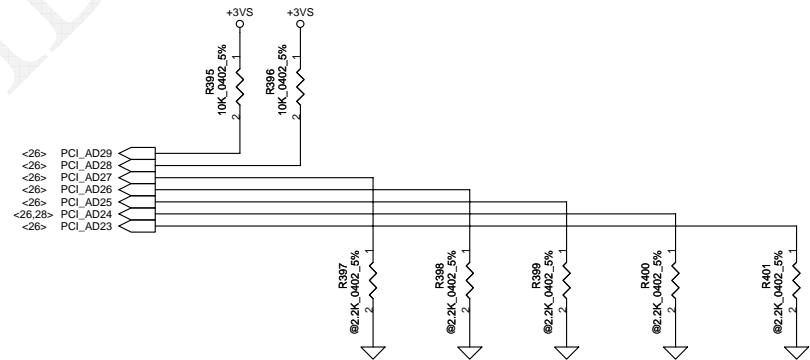 +3VS
+3VS
1
1
R395
10K_0402_5%
R396
10K_0402_5%
2
2
<26> PCI_AD29
<26> PCI_AD28
<26> PCI_AD27
<26> PCI_AD26
<26> PCI_AD25
<26,28> PCI_AD24
<26> PCI_AD23
1
1
1
1
1
R397
@2.2K_0402_5%
R398
@2.2K_0402_5%
R399
@2.2K_0402_5%
R400
@2.2K_0402_5%
R401
@2.2K_0402_5%
2
2
2
2
2